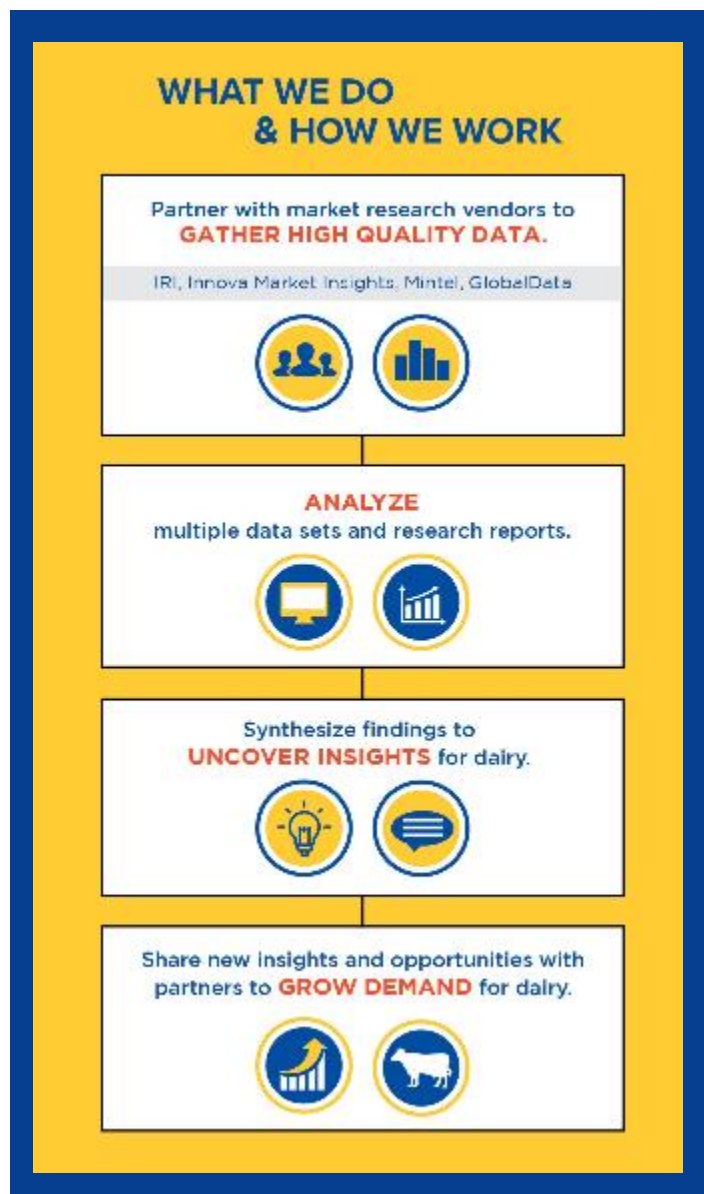 WHAT WE DO
& HOW WE WORK
Partner with market research vendors to
GATHER HIGH QUALITY DATA.
IRI, Innova Market Insights, Mintel, GlobalData
ANALYZE
multiple data sets and research reports.
Synthesize findings to
UNCOVER INSIGHTS for dairy.
Share new insights and opportunities with
partners to GROW DEMAND for dairy.